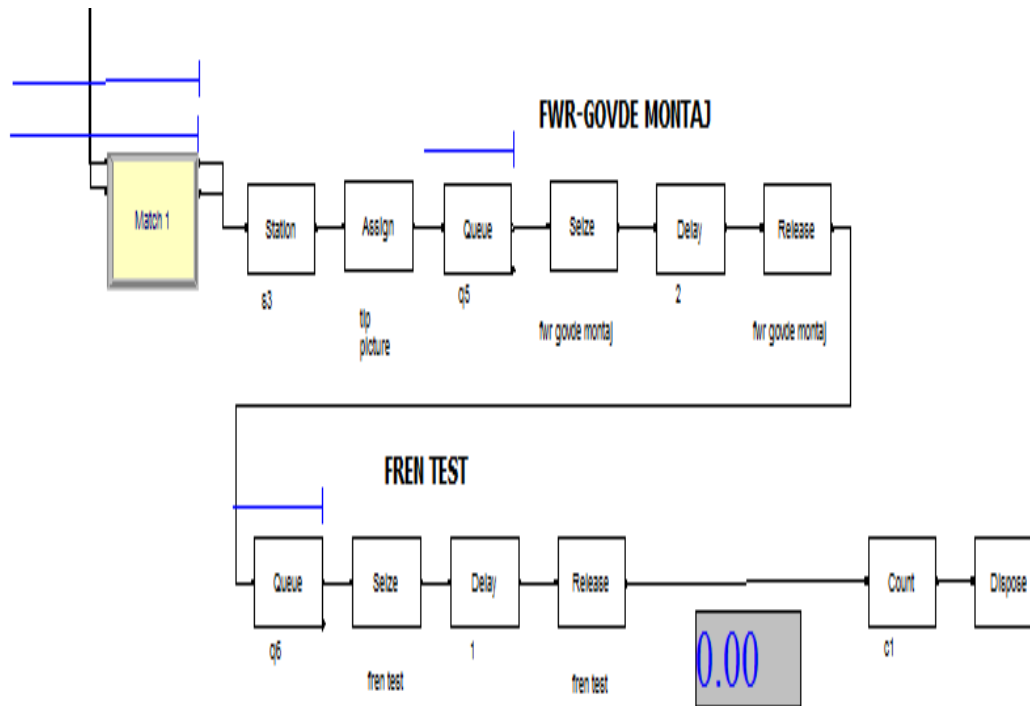 FWR-GOVDE MONTAJ
Match 1
Station
Assign
Queue
Seize
Delay
Release
s3
tip
picture
q5
fwr govde montaj
2
fwr govde montaj
FREN TEST
Queue
Seize
Delay
Release
Count
Dispose
q6
fren test
1
fren test
0.00
c1